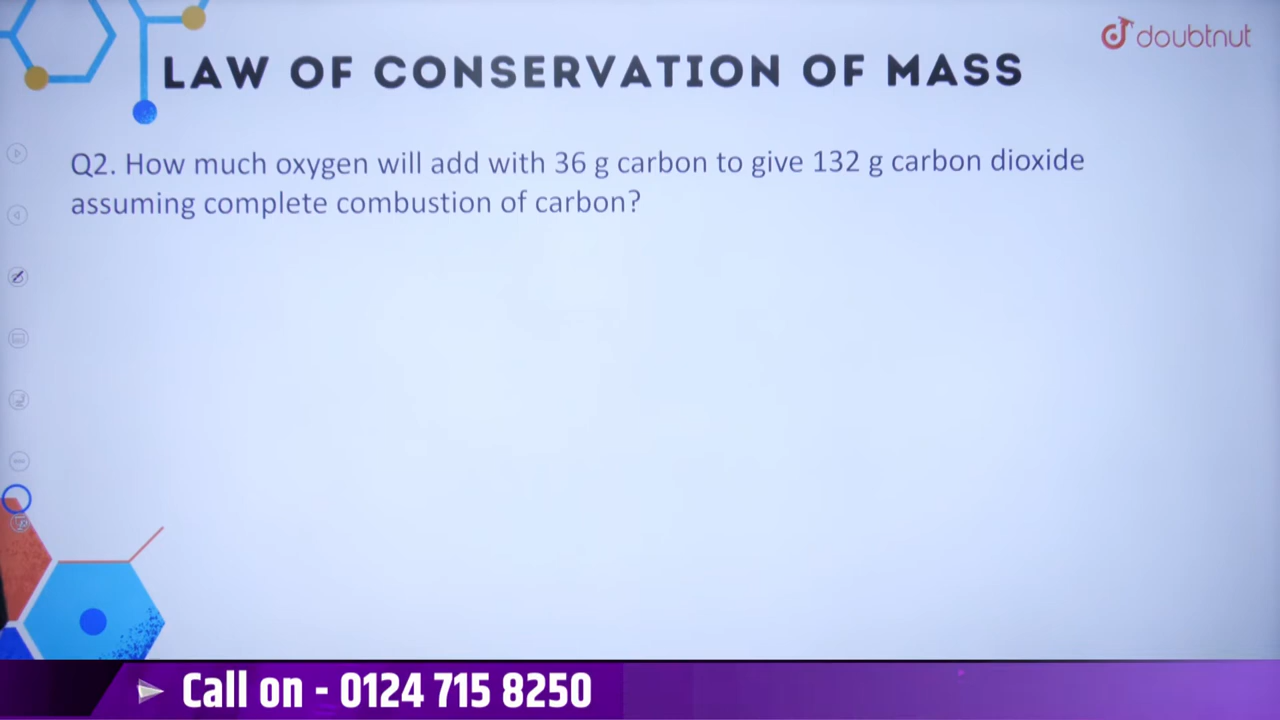 doubtnut
LAW OF CONSERVATION OF MASS
Q2. How much oxygen will add with 36 g carbon to give 132 g carbon dioxide
assuming complete combustion of carbon?
Call on - 0124 715 8250